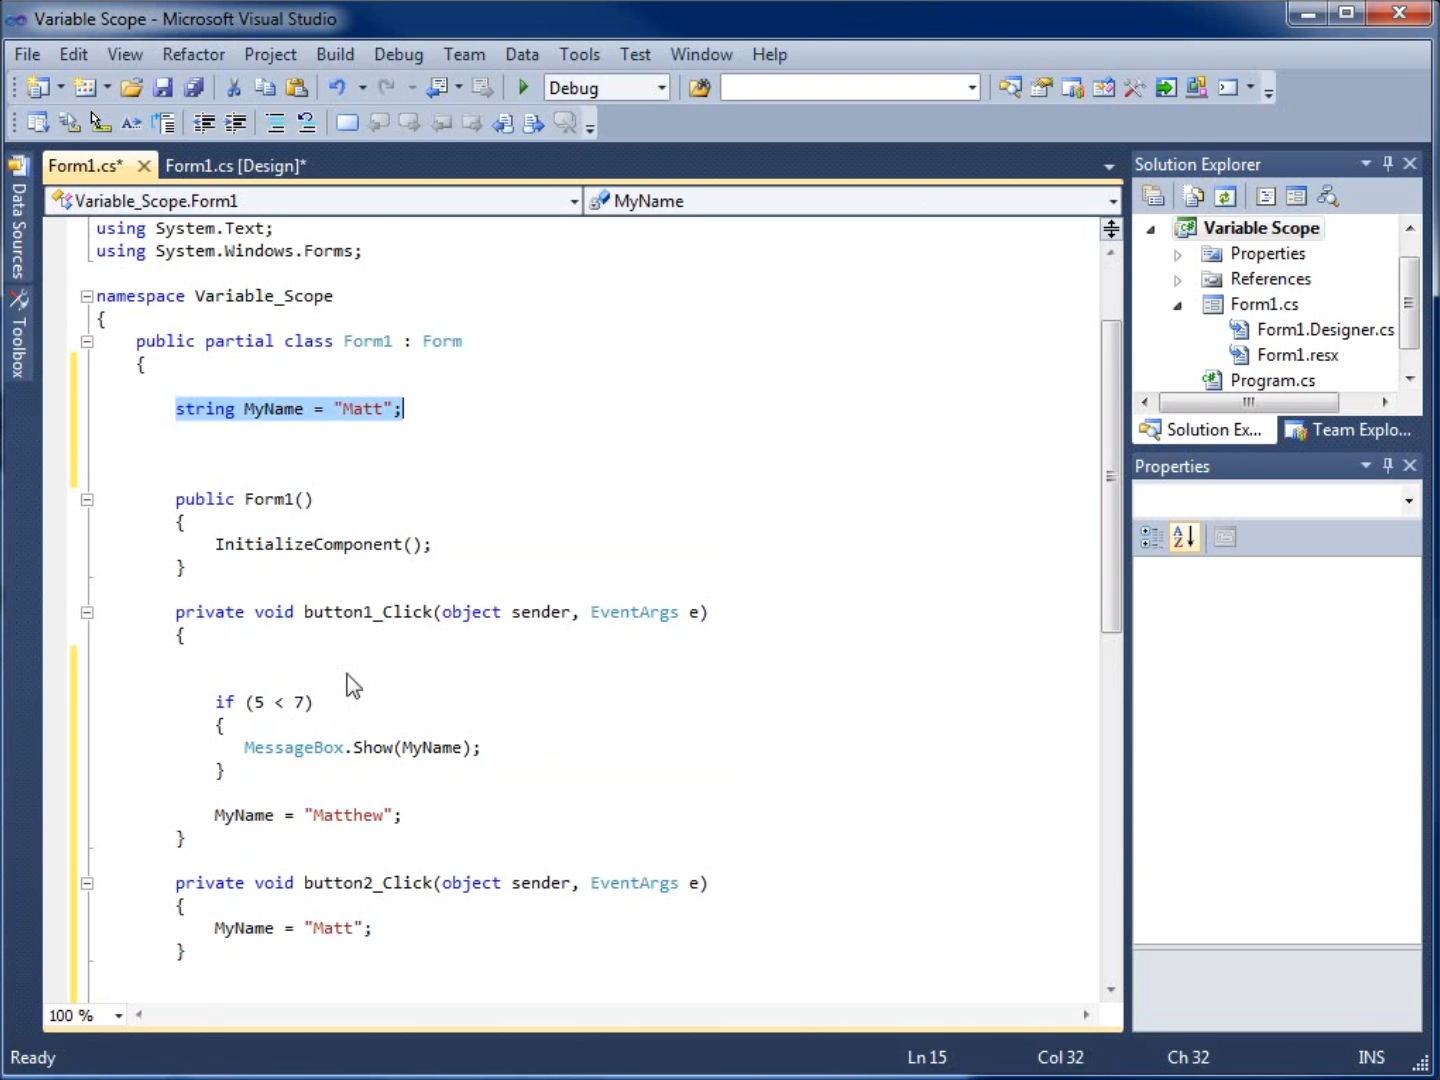 Variable Scope - Microsoft Visual Studio
File Edit View Refactor Project Build Debug Team Data Tools Test Window Help
Debug
Form1.cs* Form1.cs [Design]*
Variable_Scope.Form1 MyName
Data Sources
Toolbox
using System.Text;
using System.Windows.Forms;
namespace Variable_Scope
{
public partial class Form1 : Form
{
string MyName = "Matt";
public Form1()
{
InitializeComponent();
}
private void button1_Click(object sender, EventArgs e)
{
if (5 < 7)
{
MessageBox.Show(MyName);
}
MyName = "Matthew";
}
private void button2_Click(object sender, EventArgs e)
{
MyName = "Matt";
}
100 %
Solution Explorer
Variable Scope
Properties
References
Form1.cs
Form1.Designer.cs
Form1.resx
Program.cs
Solution Ex... Team Explo...
Properties
Ready Ln 15 Col 32 Ch 32 INS